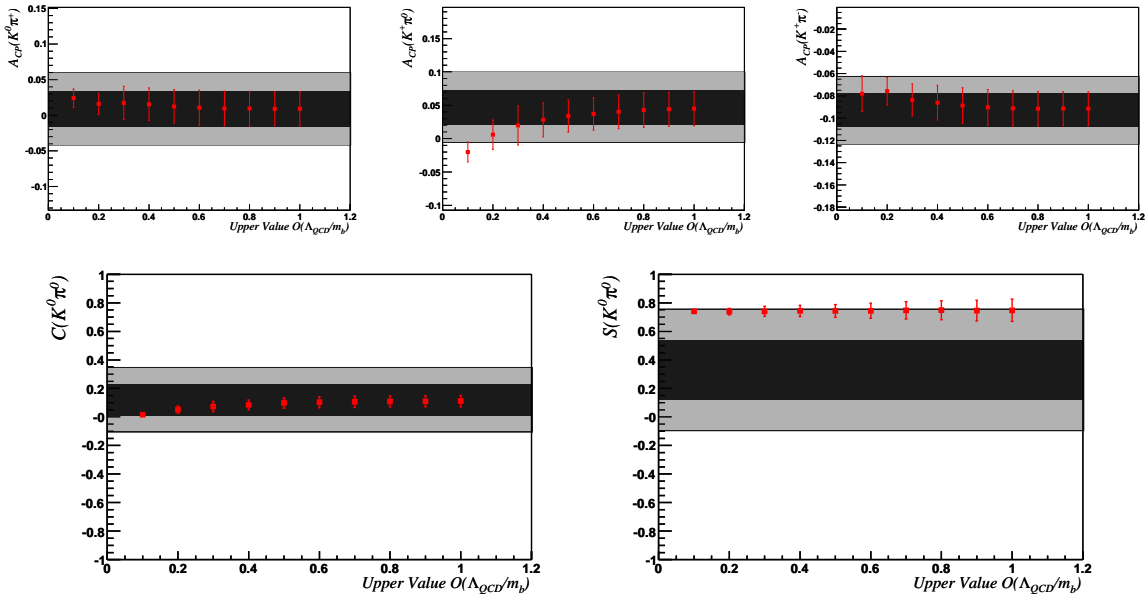 A_CP(K⁰π⁺)
0.15
0.1
0.05
0
-0.05
-0.1
0 0.2 0.4 0.6 0.8 1 1.2
Upper Value O(Λ_QCD/m_b)
A_CP(K⁺π⁰)
0.15
0.1
0.05
0
-0.05
-0.1
0 0.2 0.4 0.6 0.8 1 1.2
Upper Value O(Λ_QCD/m_b)
A_CP(K⁺π)
-0.02
-0.04
-0.06
-0.08
-0.1
-0.12
-0.14
-0.16
-0.18
0 0.2 0.4 0.6 0.8 1 1.2
Upper Value O(Λ_QCD/m_b)
C(K⁰π⁰)
1
0.8
0.6
0.4
0.2
-0
-0.2
-0.4
-0.6
-0.8
-1
0 0.2 0.4 0.6 0.8 1 1.2
Upper Value O(Λ_QCD/m_b)
S(K⁰π⁰)
1
0.8
0.6
0.4
0.2
-0
-0.2
-0.4
-0.6
-0.8
-1
0 0.2 0.4 0.6 0.8 1 1.2
Upper Value O(Λ_QCD/m_b)